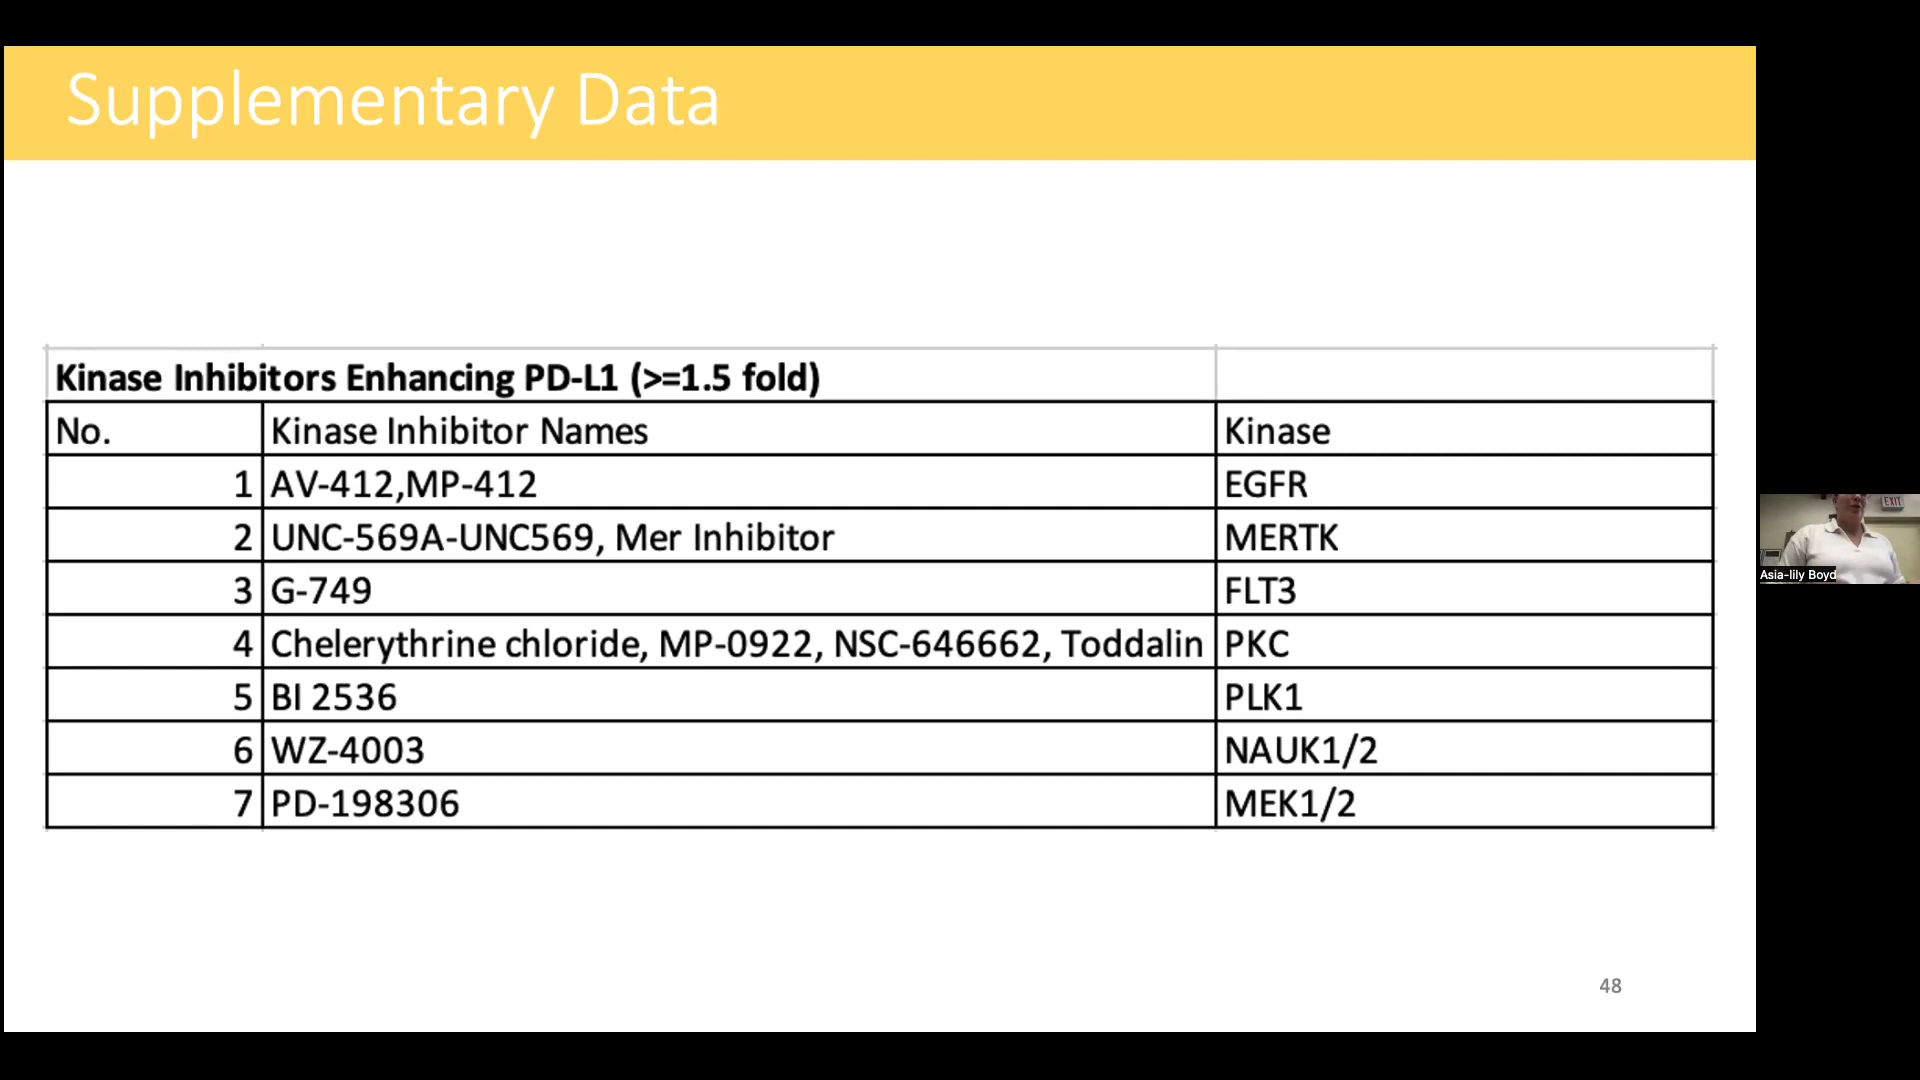 Supplementary Data
Kinase Inhibitors Enhancing PD-L1 (>=1.5 fold)
No. Kinase Inhibitor Names Kinase
1 AV-412,MP-412 EGFR
2 UNC-569A-UNC569, Mer Inhibitor MERTK
3 G-749 FLT3
4 Chelerythrine chloride, MP-0922, NSC-646662, Toddalin PKC
5 BI 2536 PLK1
6 WZ-4003 NAUK1/2
7 PD-198306 MEK1/2
48
EXIT
Asia-lily Boyd